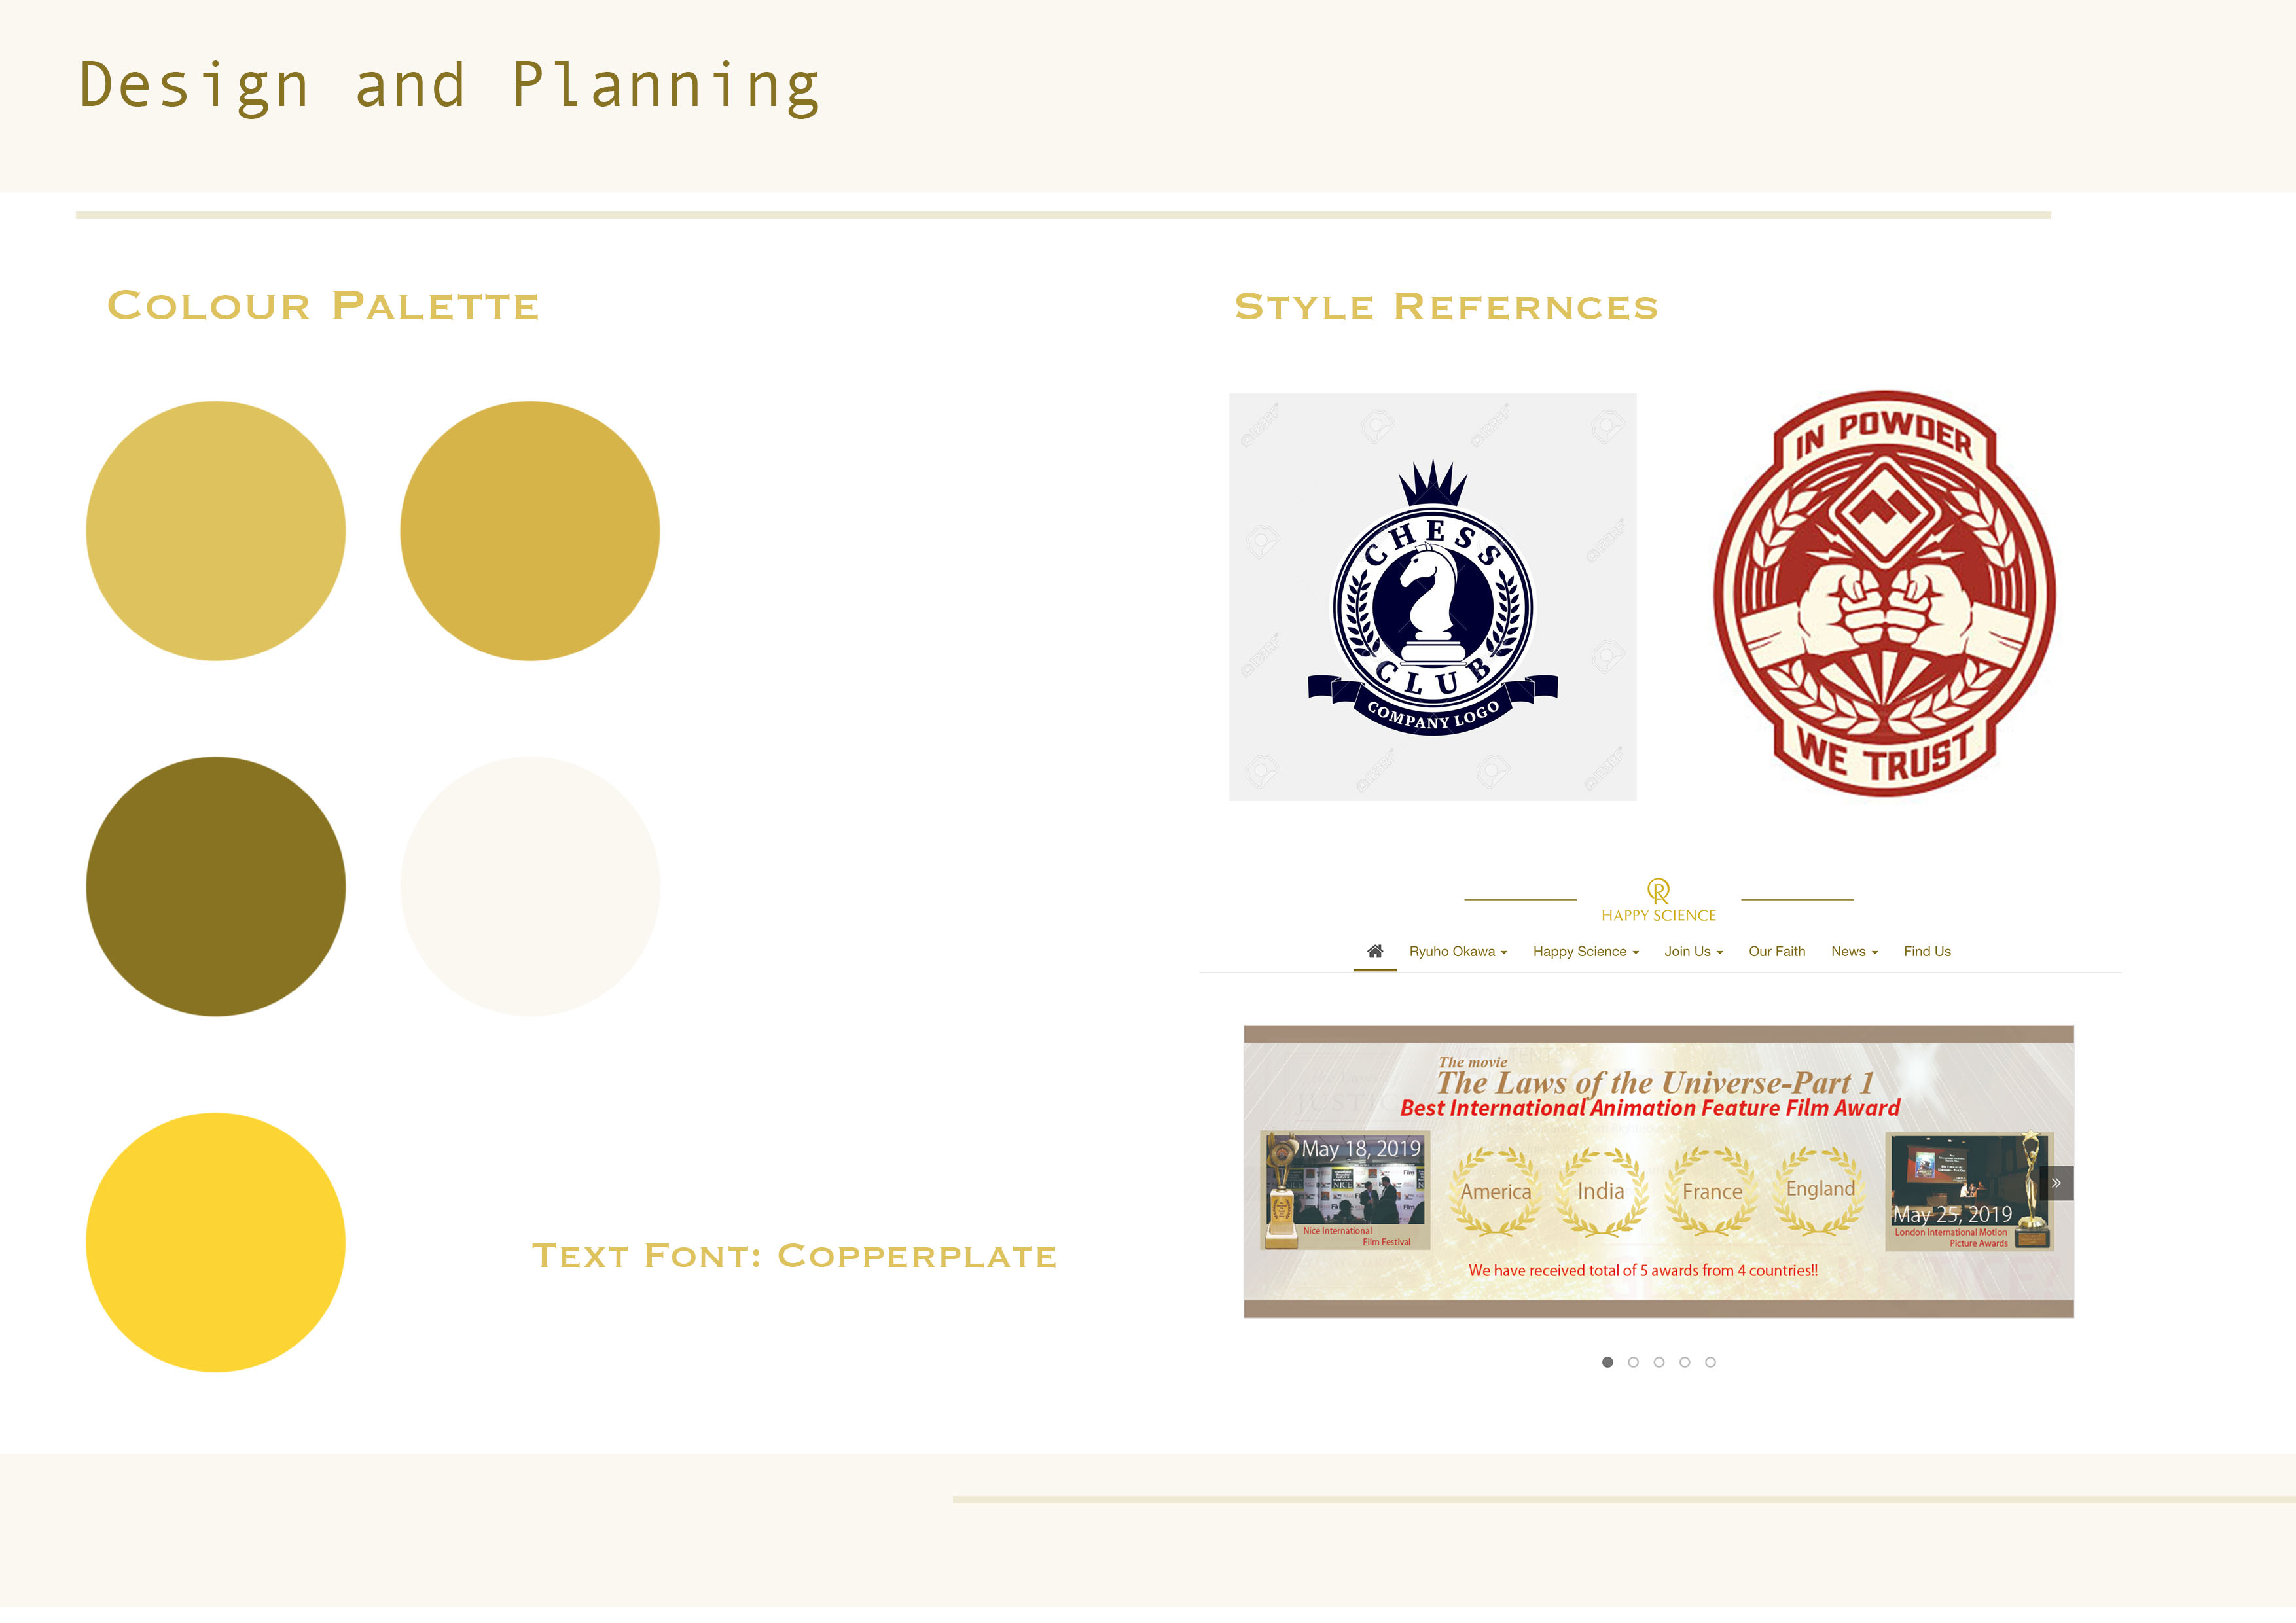 Design and Planning
COLOUR PALETTE
STYLE REFERNCES
CHESS
CLUB
COMPANY LOGO
IN POWDER
WE TRUST
HAPPY SCIENCE
Ryuho Okawa
Happy Science
Join Us
Our Faith
News
Find Us
The movie
The Laws of the Universe-Part 1
Best International Animation Feature Film Award
May 18, 2019
NICE
Nice International
Film Festival
America
India
France
England
May 25, 2019
London International Motion
Picture Awards
We have received total of 5 awards from 4 countries!!
TEXT FONT: COPPERPLATE